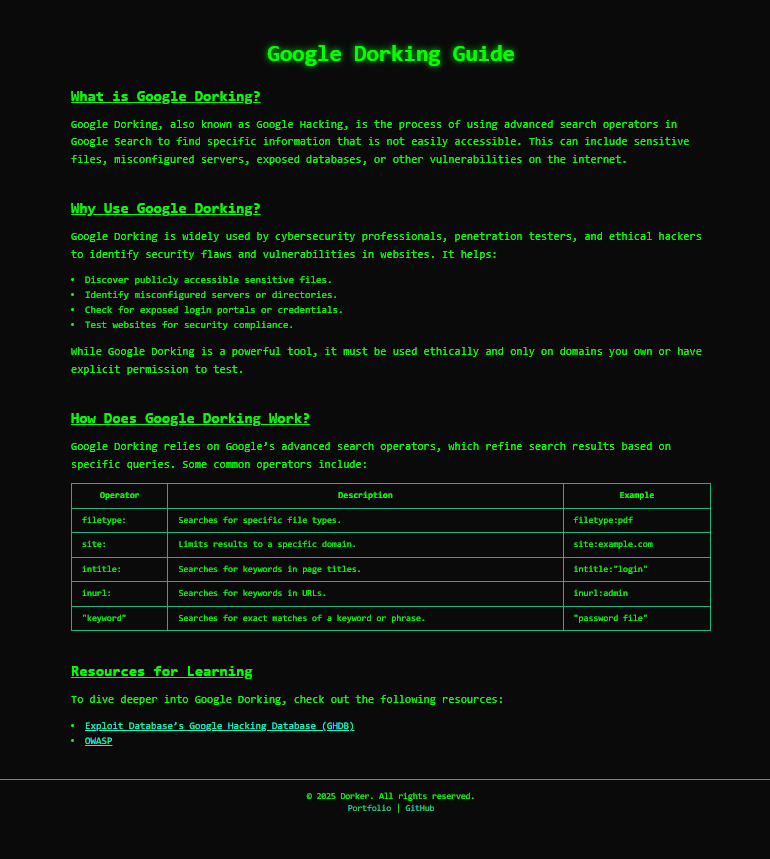 Google Dorking Guide
What is Google Dorking?
Google Dorking, also known as Google Hacking, is the process of using advanced search operators in
Google Search to find specific information that is not easily accessible. This can include sensitive
files, misconfigured servers, exposed databases, or other vulnerabilities on the internet.
Why Use Google Dorking?
Google Dorking is widely used by cybersecurity professionals, penetration testers, and ethical hackers
to identify security flaws and vulnerabilities in websites. It helps:
• Discover publicly accessible sensitive files.
• Identify misconfigured servers or directories.
• Check for exposed login portals or credentials.
• Test websites for security compliance.
While Google Dorking is a powerful tool, it must be used ethically and only on domains you own or have
explicit permission to test.
How Does Google Dorking Work?
Google Dorking relies on Google’s advanced search operators, which refine search results based on
specific queries. Some common operators include:
Operator Description Example
filetype: Searches for specific file types. filetype:pdf
site: Limits results to a specific domain. site:example.com
intitle: Searches for keywords in page titles. intitle:"login"
inurl: Searches for keywords in URLs. inurl:admin
"keyword" Searches for exact matches of a keyword or phrase. "password file"
Resources for Learning
To dive deeper into Google Dorking, check out the following resources:
• Exploit Database’s Google Hacking Database (GHDB)
• OWASP
© 2025 Dorker. All rights reserved.
Portfolio | GitHub